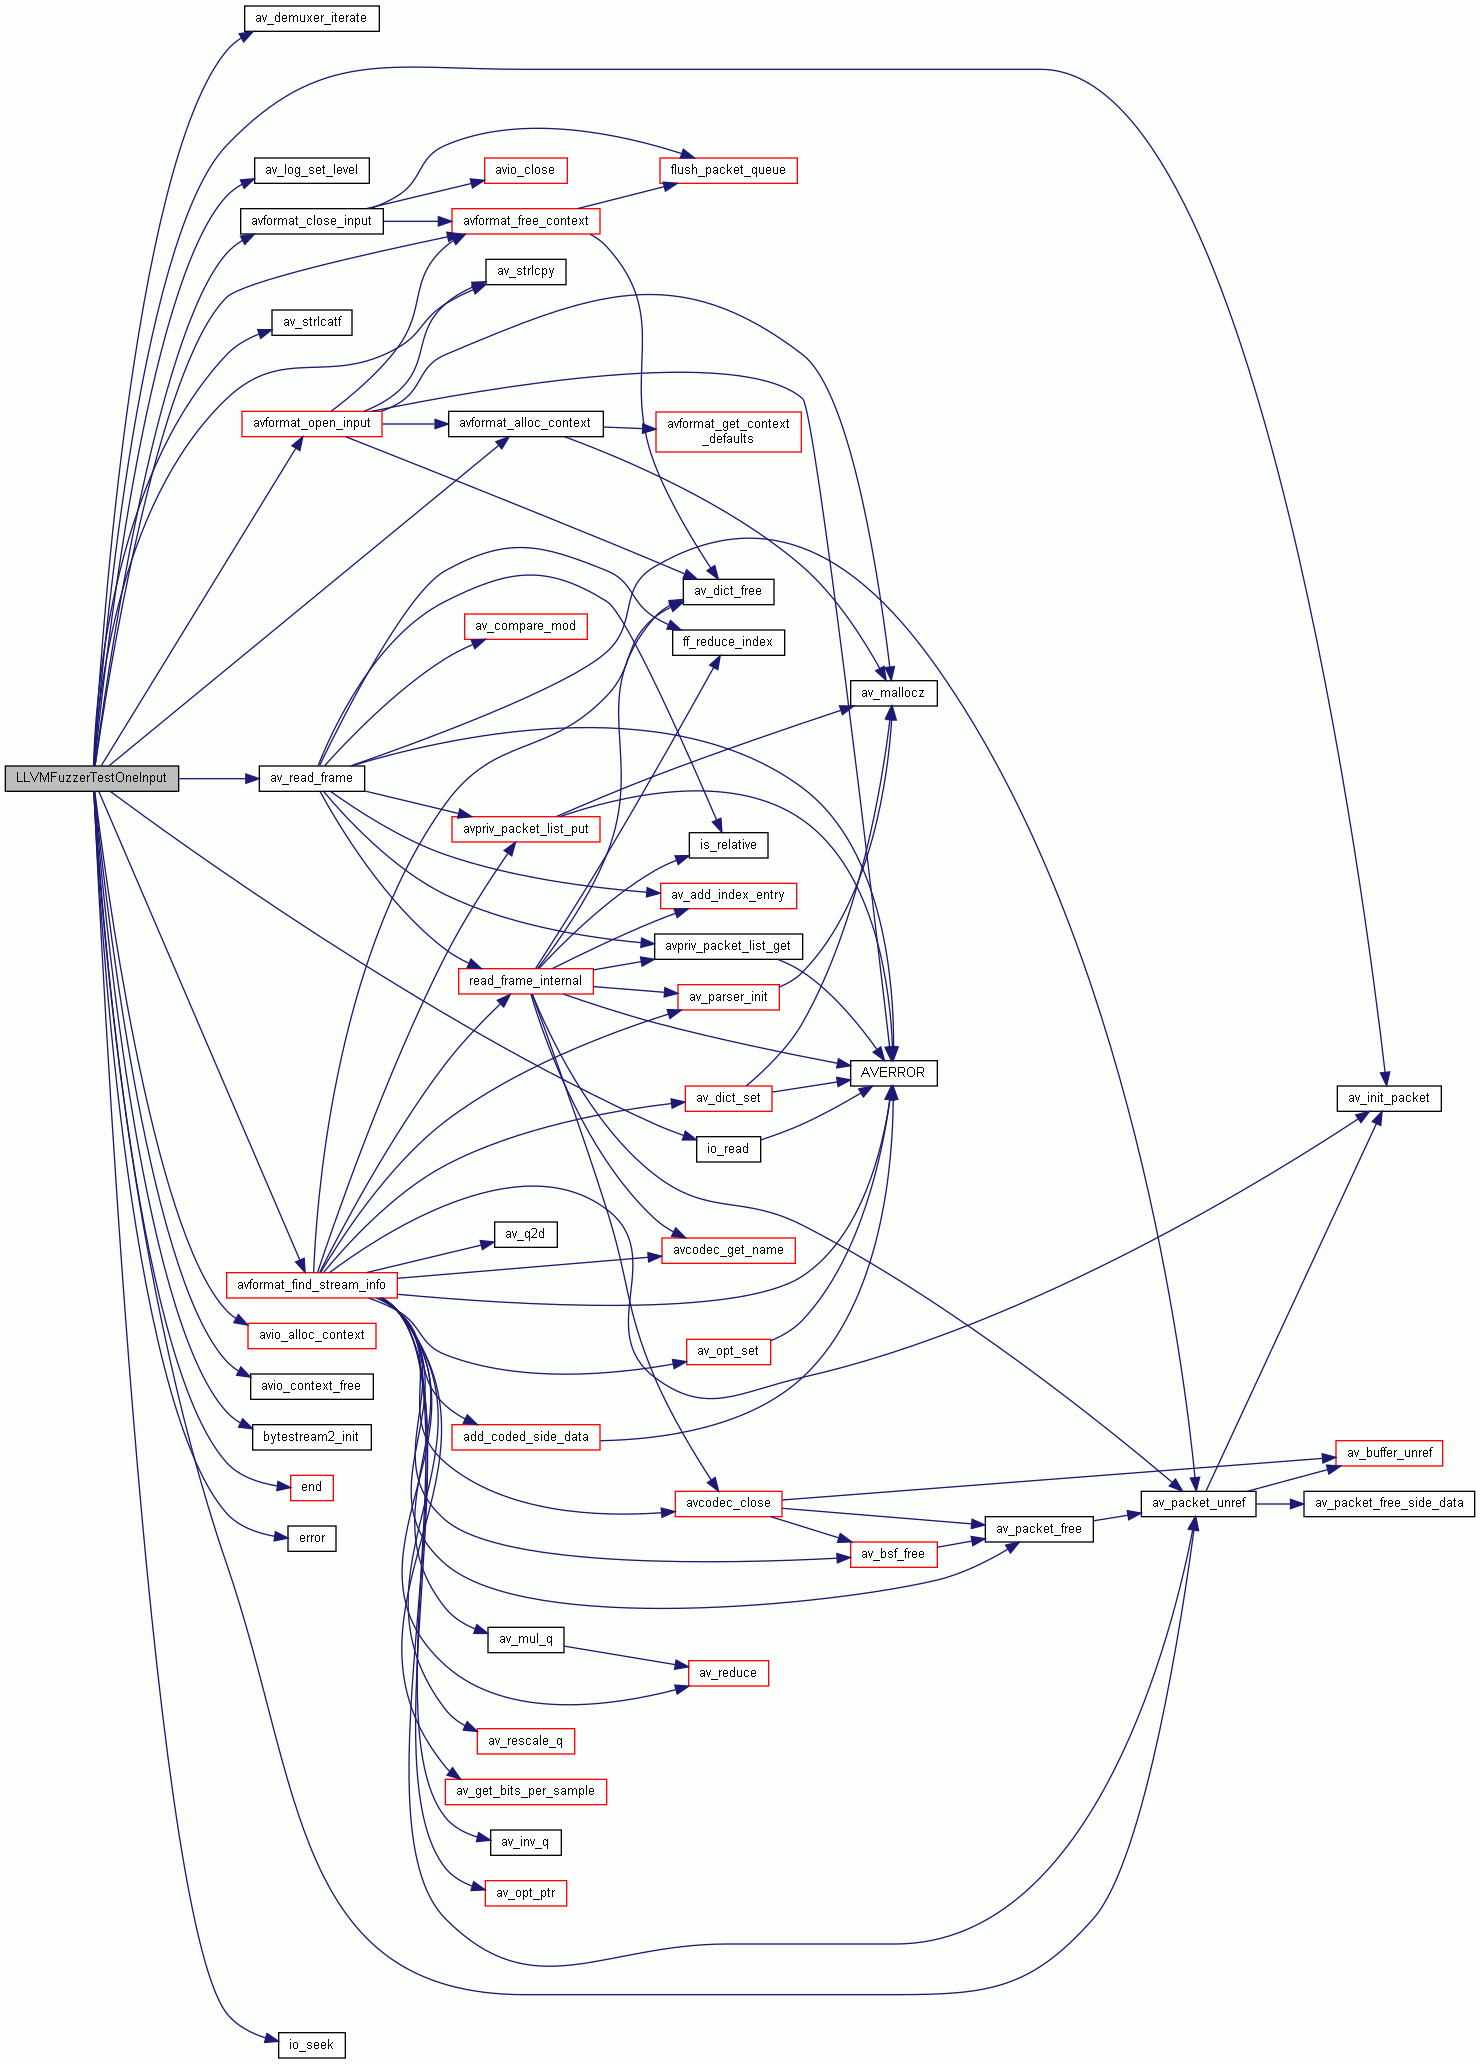 av_demuxer_iterate
av_log_set_level
avio_close
flush_packet_queue
avformat_close_input
avformat_free_context
av_strlcpy
av_strlcatf
avformat_open_input
avformat_alloc_context
avformat_get_context
_defaults
av_dict_free
av_compare_mod
ff_reduce_index
av_mallocz
LLVMFuzzerTestOneInput
av_read_frame
avpriv_packet_list_put
is_relative
av_add_index_entry
avpriv_packet_list_get
read_frame_internal
av_parser_init
AVERROR
av_dict_set
av_init_packet
io_read
av_q2d
avcodec_get_name
avformat_find_stream_info
avio_alloc_context
av_opt_set
avio_context_free
bytestream2_init
add_coded_side_data
av_buffer_unref
end
avcodec_close
av_packet_unref
av_packet_free_side_data
error
av_packet_free
av_bsf_free
av_mul_q
av_reduce
av_rescale_q
av_get_bits_per_sample
av_inv_q
av_opt_ptr
io_seek